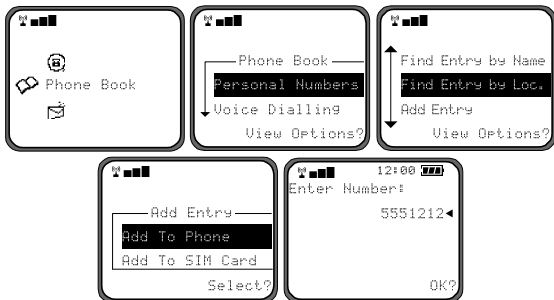 Phone Book
Phone Book
Personal Numbers
Voice Dialling
View Options?
Find Entry by Name
Find Entry by Loc.
Add Entry
View Options?
Add Entry
Add To Phone
Add To SIM Card
Select?
12:00
Enter Number:
5551212
OK?